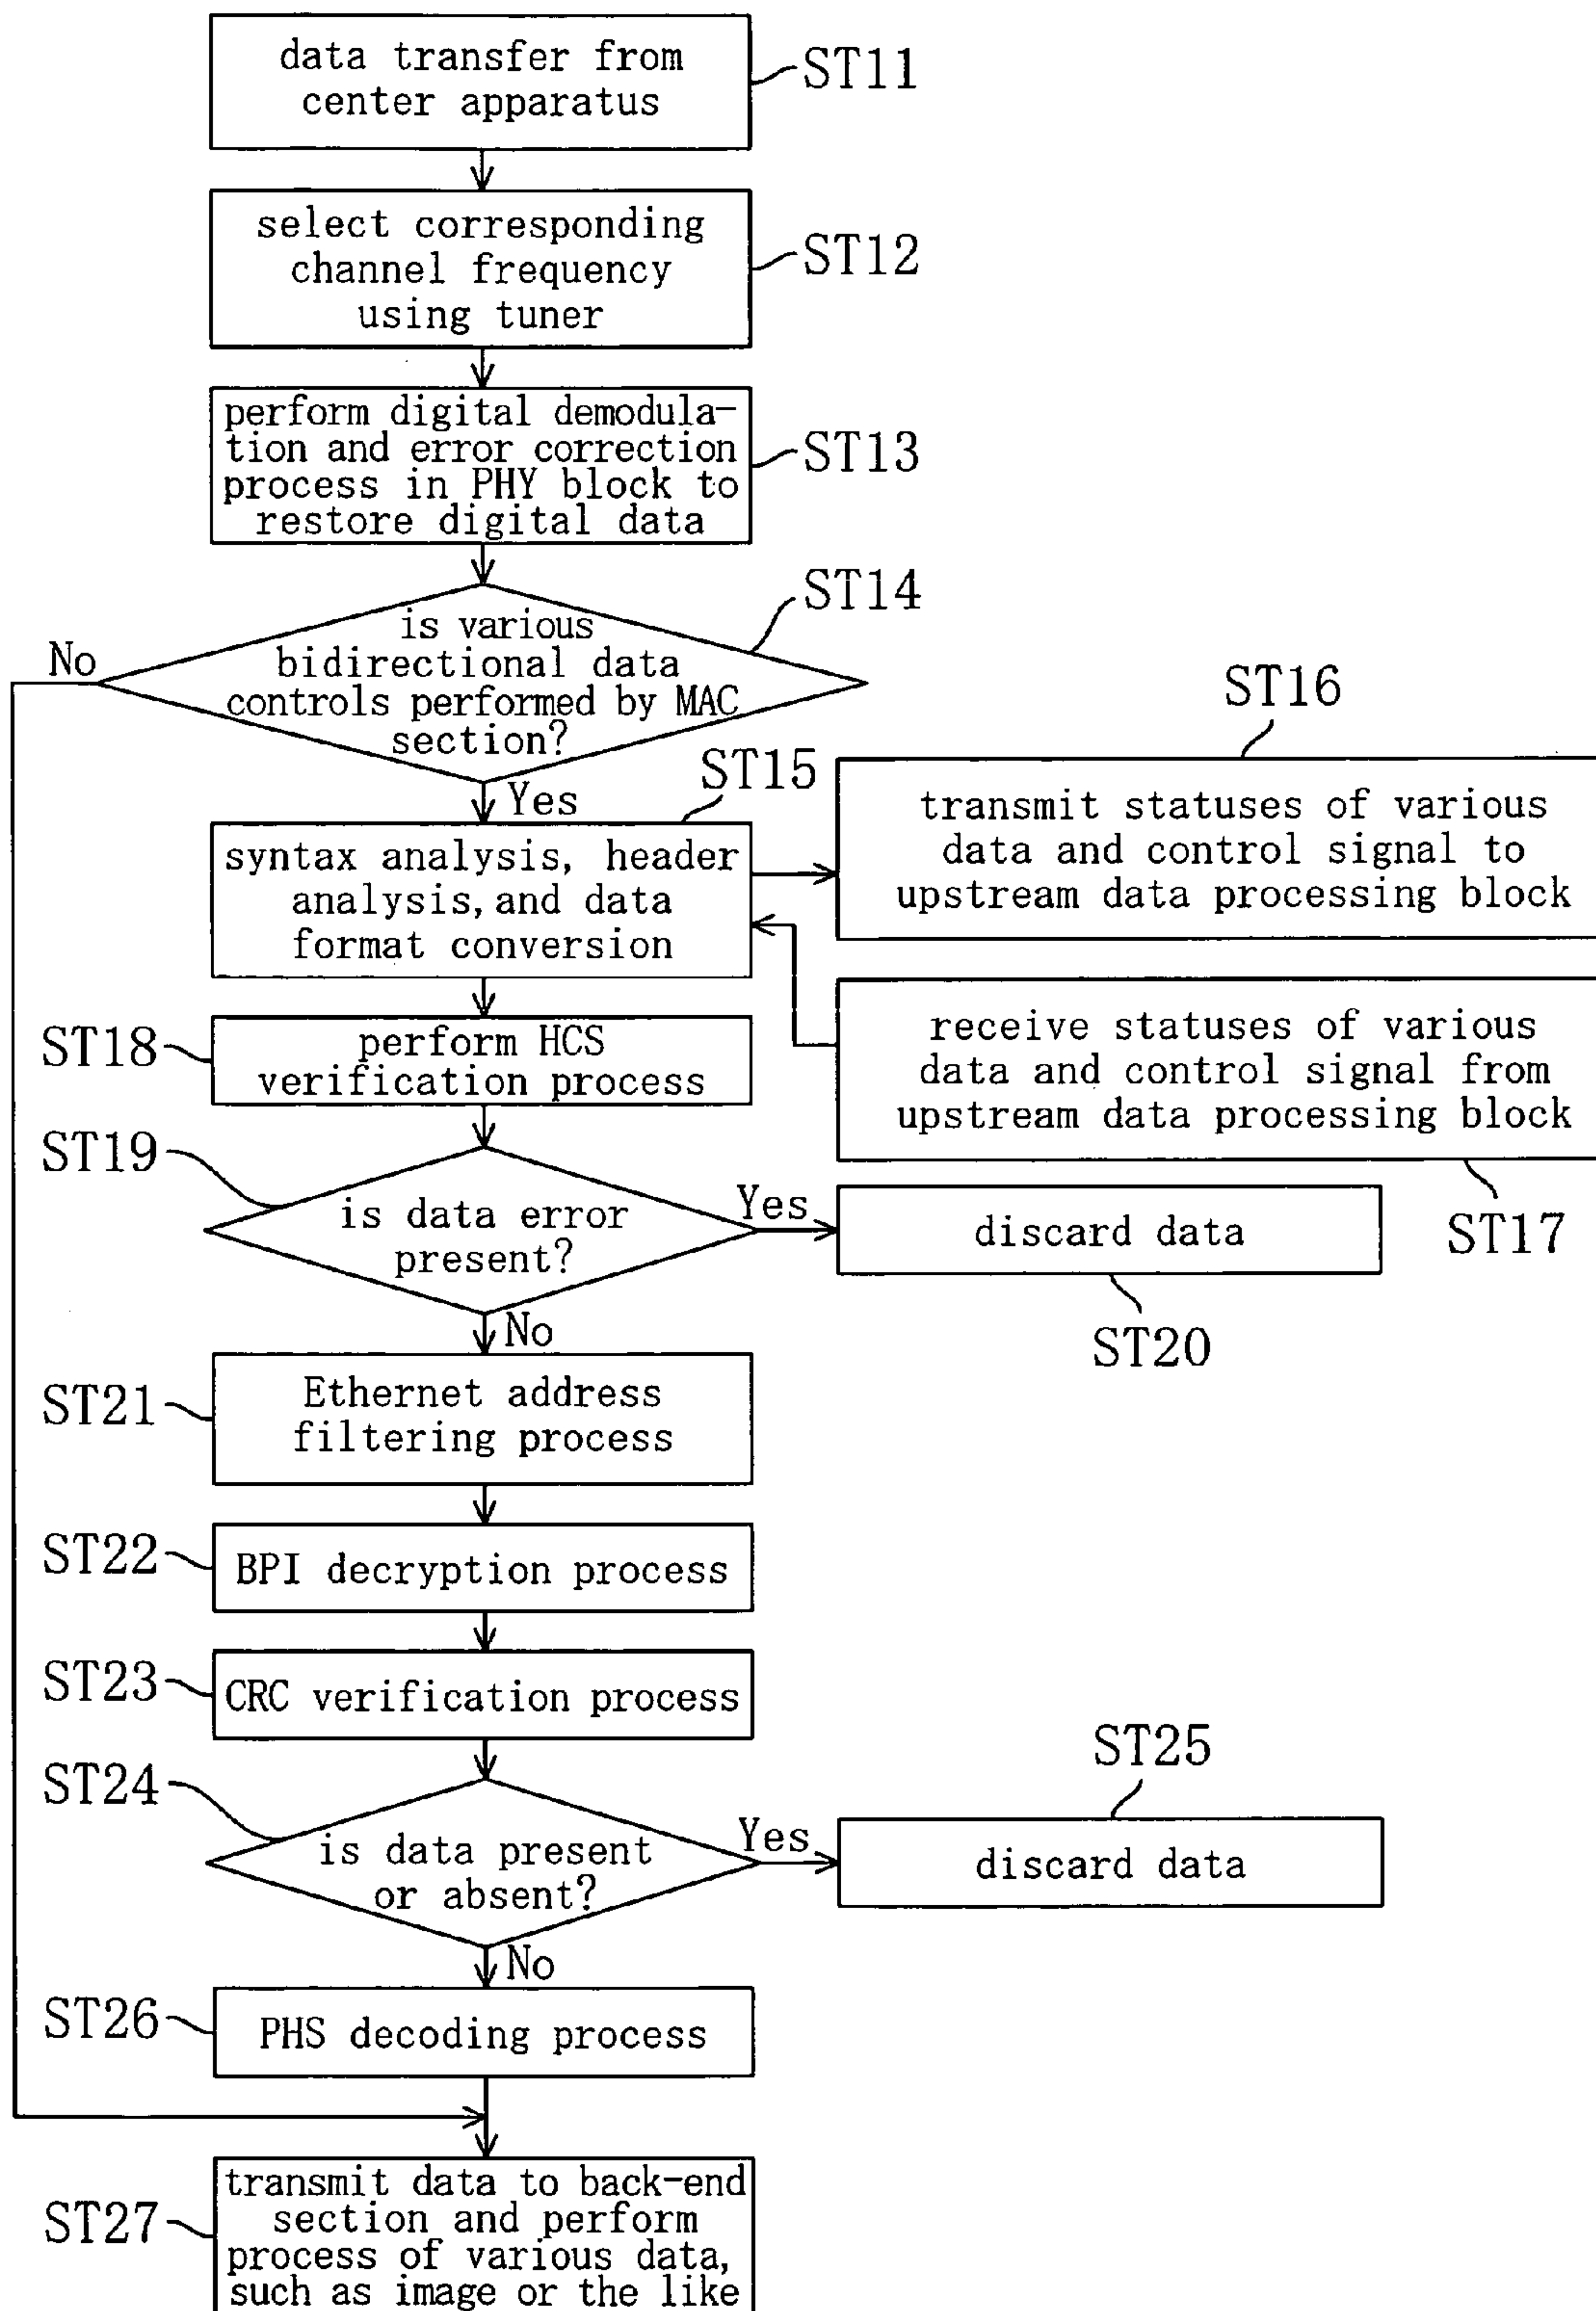 data transfer from
center apparatus
ST11
select corresponding
channel frequency
using tuner
ST12
perform digital demodula-
tion and error correction
process in PHY block to
restore digital data
ST13
is various
bidirectional data
controls performed by MAC
section?
ST14
No
Yes
ST15
syntax analysis, header
analysis, and data
format conversion
ST16
transmit statuses of various
data and control signal to
upstream data processing block
receive statuses of various
data and control signal from
upstream data processing block
ST17
ST18
perform HCS
verification process
ST19
is data error
present?
Yes
discard data
ST20
No
ST21
Ethernet address
filtering process
ST22
BPI decryption process
ST23
CRC verification process
ST24
is data present
or absent?
Yes
ST25
discard data
No
ST26
PHS decoding process
ST27
transmit data to back-end
section and perform
process of various data,
such as image or the like